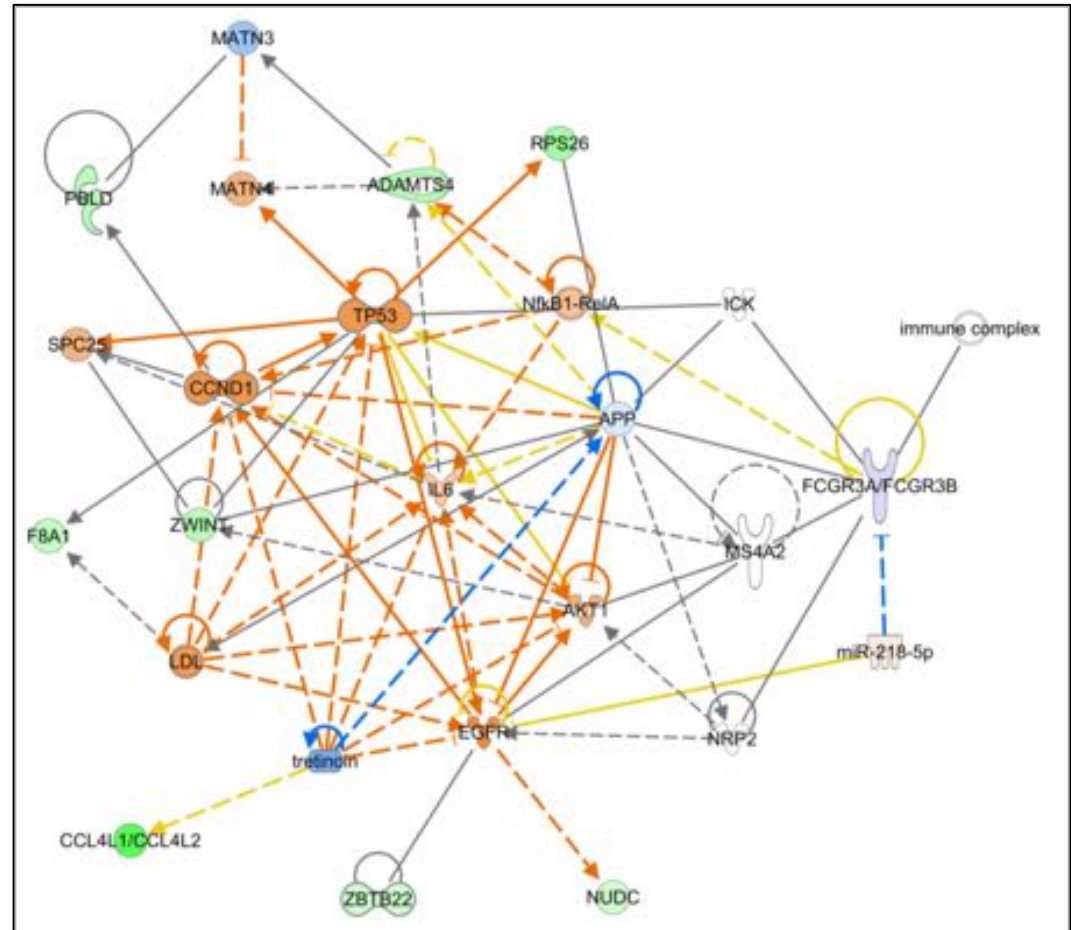 MATN3
RPS26
ADAMTS4
MATN4
PBLD
TP53
NfkB1-RelA
ICK
immune complex
SPC25
CCND1
APP
IL6
FCGR3A/FCGR3B
F8A1
ZWINT
MS4A2
AKT1
LDL
miR-218-5p
EGFR
NRP2
tretinoin
CCL4L1/CCL4L2
ZBTB22
NUDC